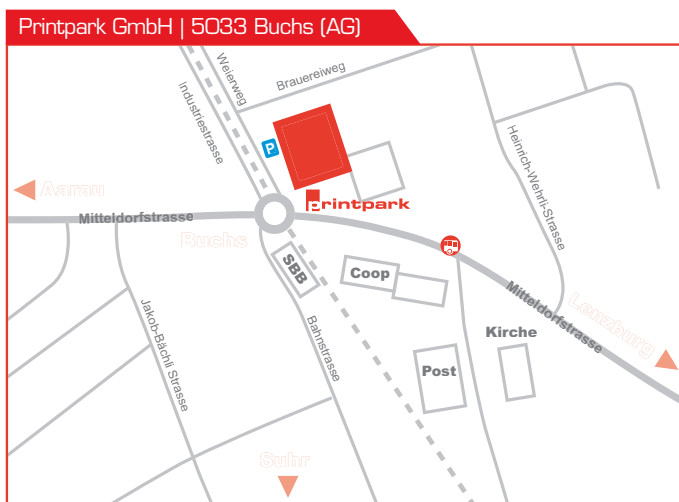 Printpark GmbH | 5033 Buchs (AG)
Weierweg
Brauereiweg
Industriestrasse
P
Heinrich-Wehrli-Strasse
Aarau
printpark
Mitteldorfstrasse
Buchs
SBB
Coop
Mitteldorfstrasse
Lenzburg
Jakob-Bächli Strasse
Bahnstrasse
Kirche
Post
Suhr